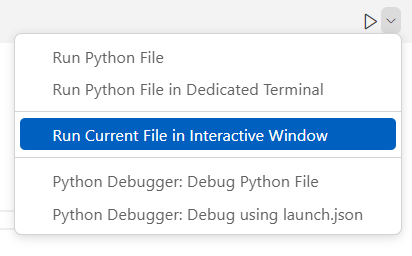 Run Python File
Run Python File in Dedicated Terminal
Run Current File in Interactive Window
Python Debugger: Debug Python File
Python Debugger: Debug using launch.json